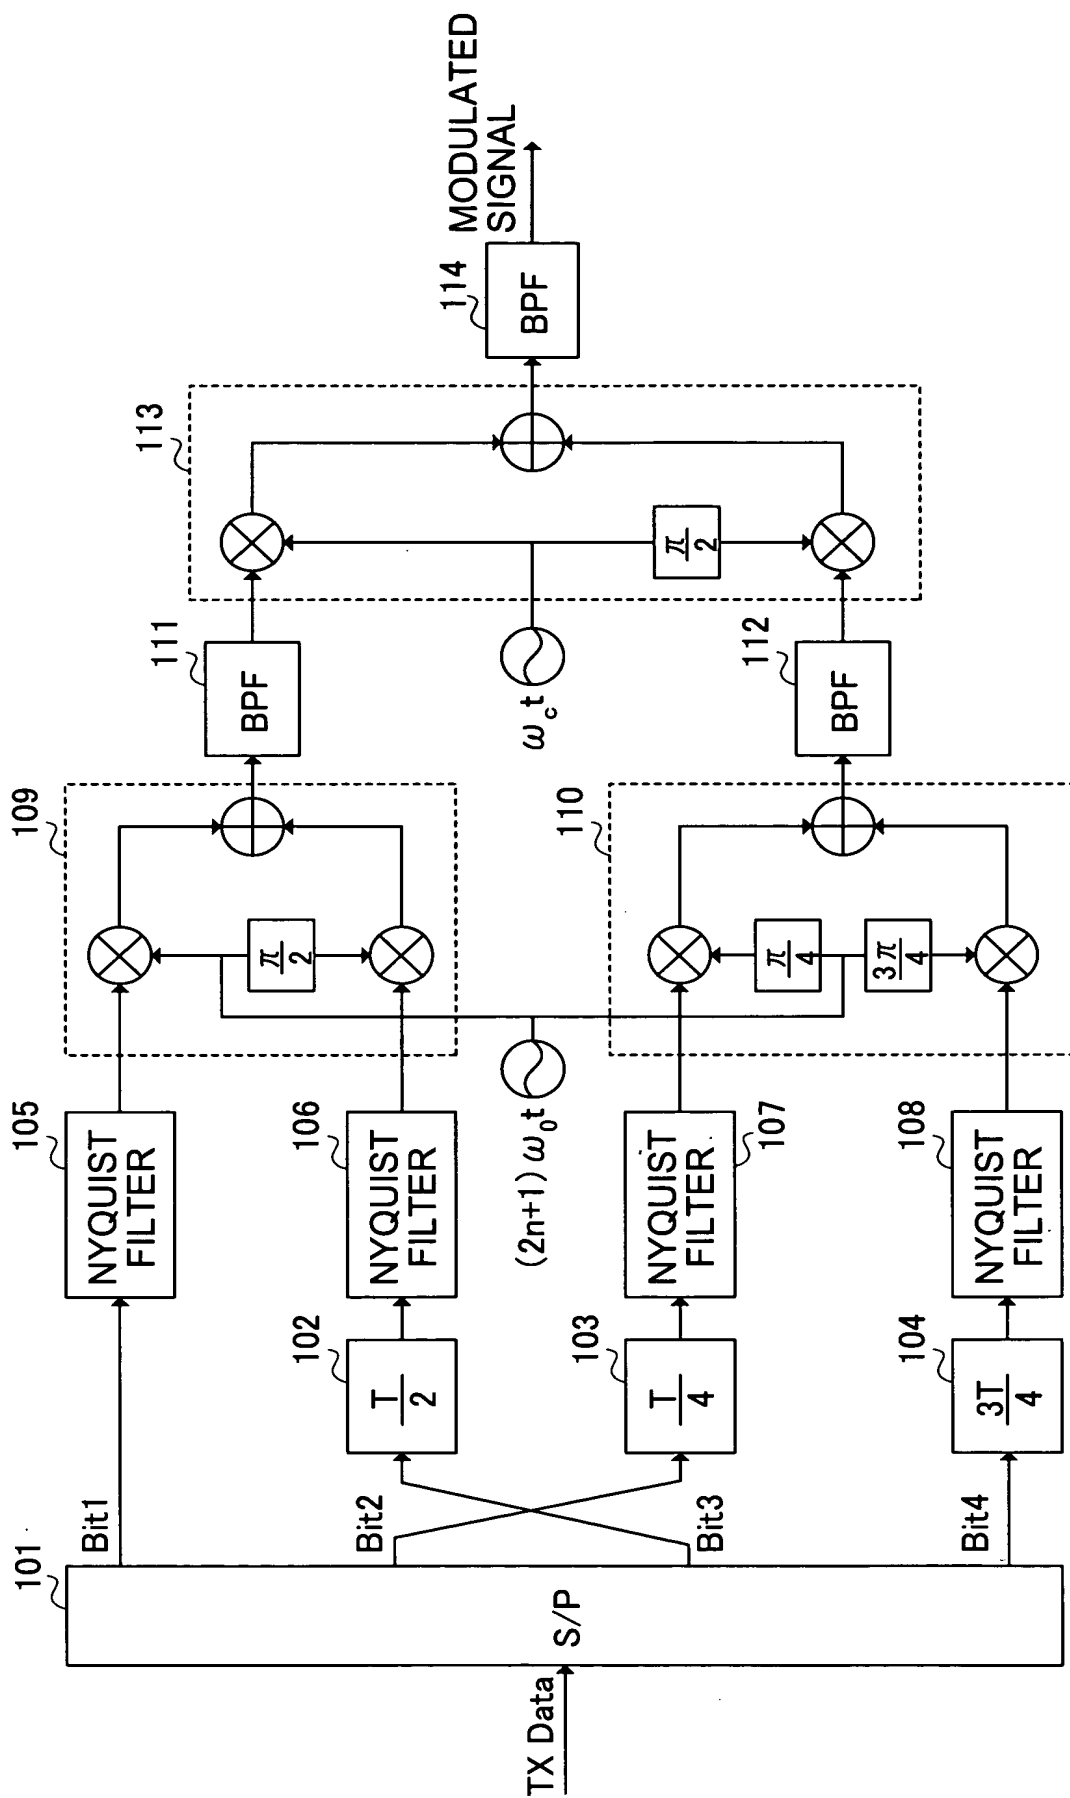 TX Data
101
S/P
Bit1
Bit2
Bit3
Bit4
102
T/2
103
T/4
104
3T/4
105
NYQUIST
FILTER
106
NYQUIST
FILTER
107
NYQUIST
FILTER
108
NYQUIST
FILTER
(2n+1) ω₀t
109
π/2
110
π/4
3π/4
111
BPF
112
BPF
ω_c t
113
π/2
114
BPF
MODULATED
SIGNAL